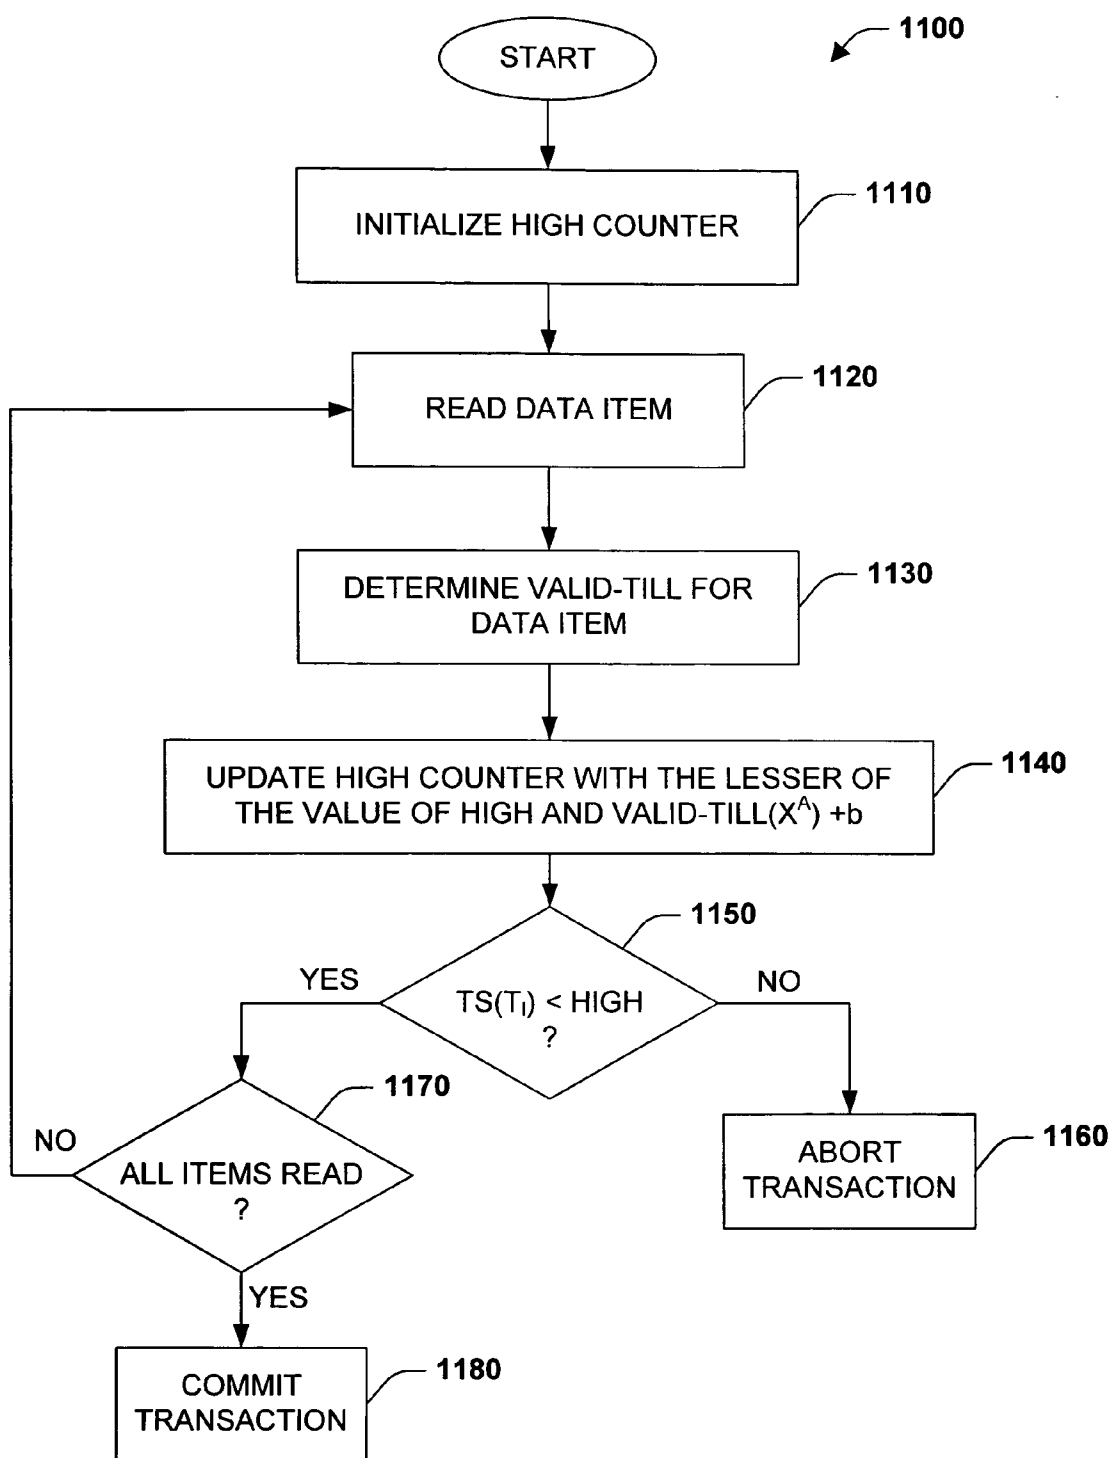 1100
START
1110
INITIALIZE HIGH COUNTER
1120
READ DATA ITEM
1130
DETERMINE VALID-TILL FOR
DATA ITEM
1140
UPDATE HIGH COUNTER WITH THE LESSER OF
THE VALUE OF HIGH AND VALID-TILL(Xᴬ) +b
1150
YES
NO
TS(Tᵢ) < HIGH
?
1170
NO
ALL ITEMS READ
?
1160
ABORT
TRANSACTION
YES
1180
COMMIT
TRANSACTION